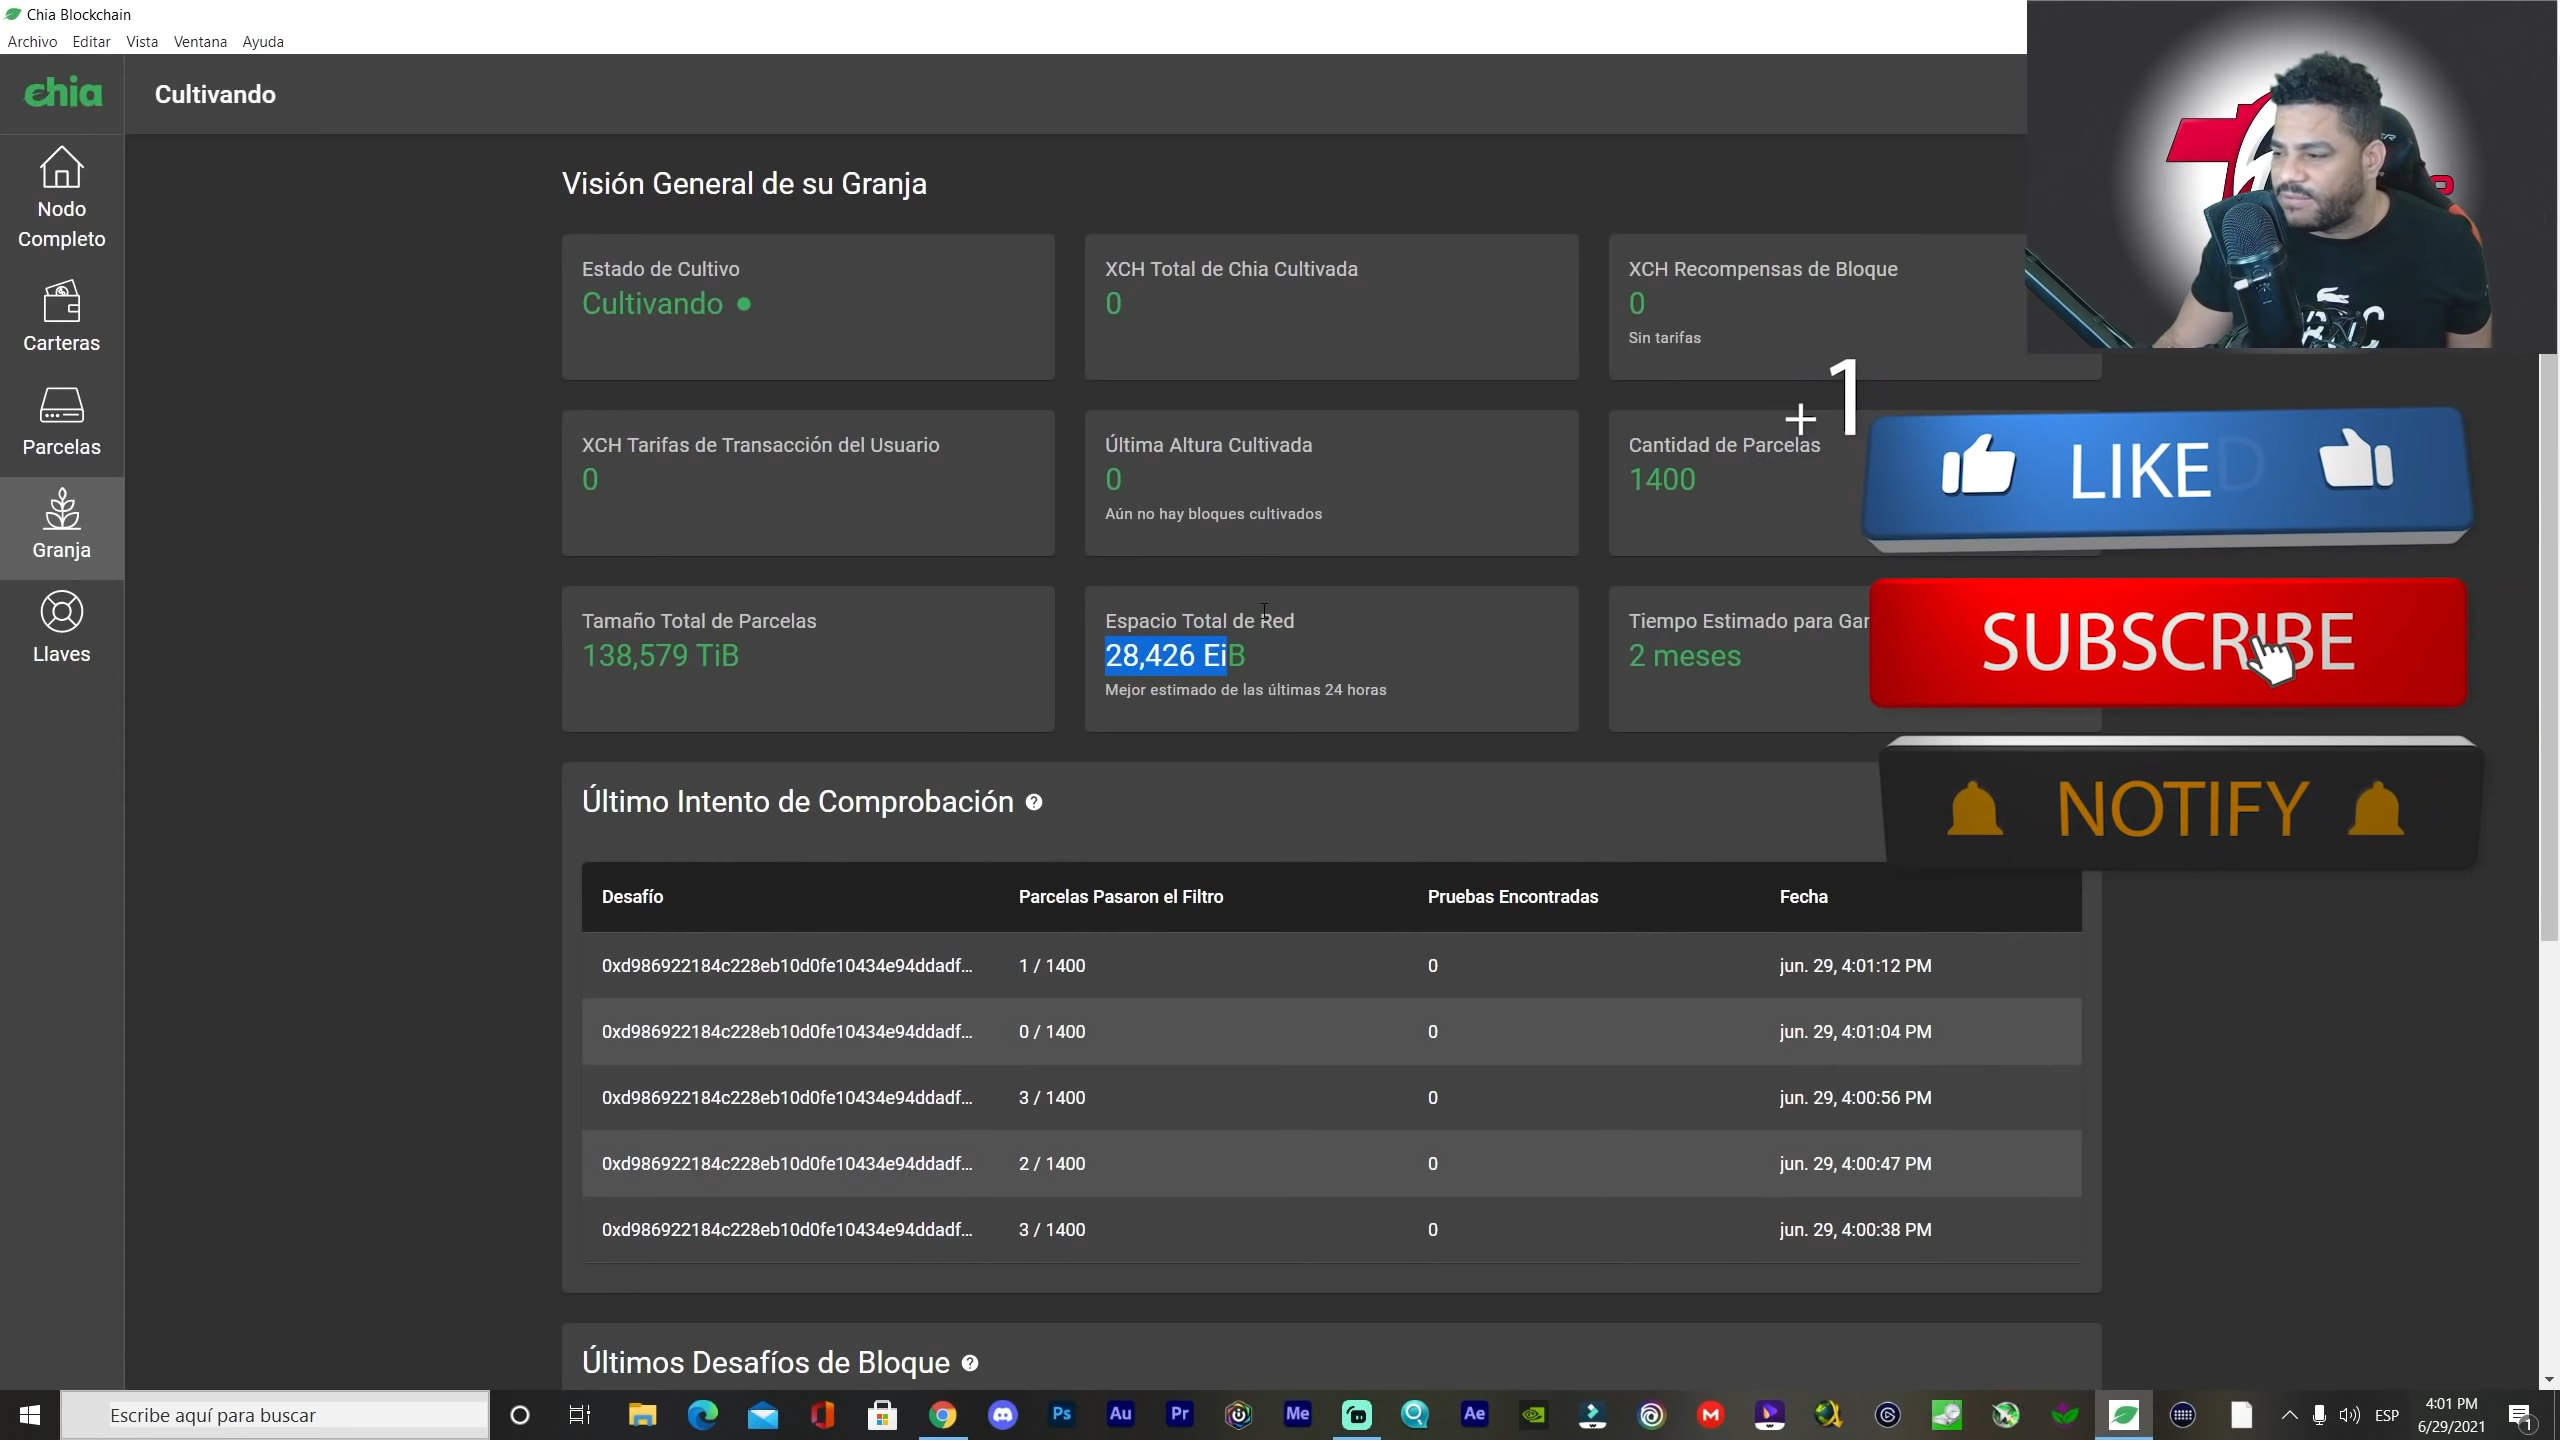 Chia Blockchain
Archivo Editar Vista Ventana Ayuda
chia
Cultivando
Nodo
Completo
Carteras
Parcelas
Granja
Llaves
Visión General de su Granja
Estado de Cultivo
Cultivando
XCH Total de Chia Cultivada
0
XCH Recompensas de Bloque
0
Sin tarifas
XCH Tarifas de Transacción del Usuario
0
Última Altura Cultivada
0
Aún no hay bloques cultivados
Cantidad de Parcelas
1400
Tamaño Total de Parcelas
138,579 TiB
Espacio Total de Red
28,426 EiB
Mejor estimado de las últimas 24 horas
Tiempo Estimado para
2 meses
+1
LIKED
SUBSCRIBE
NOTIFY
Último Intento de Comprobación
Desafío Parcelas Pasaron el Filtro Pruebas Encontradas Fecha
0xd986922184c228eb10d0fe10434e94ddadf... 1 / 1400 0 jun. 29, 4:01:12 PM
0xd986922184c228eb10d0fe10434e94ddadf... 0 / 1400 0 jun. 29, 4:01:04 PM
0xd986922184c228eb10d0fe10434e94ddadf... 3 / 1400 0 jun. 29, 4:00:56 PM
0xd986922184c228eb10d0fe10434e94ddadf... 2 / 1400 0 jun. 29, 4:00:47 PM
0xd986922184c228eb10d0fe10434e94ddadf... 3 / 1400 0 jun. 29, 4:00:38 PM
Últimos Desafíos de Bloque
Escribe aquí para buscar
Ps
Au
Pr
Me
Ae
ESP
4:01 PM
6/29/2021
1